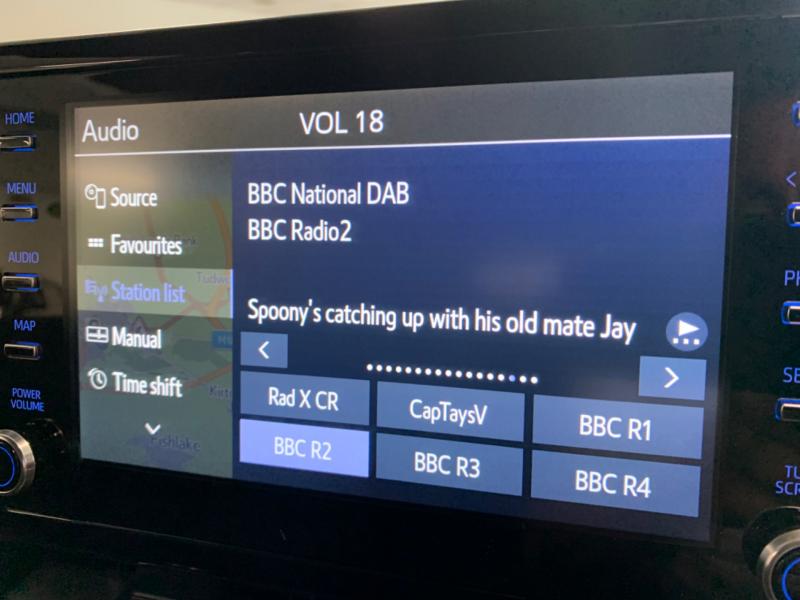 HOME
MENU
AUDIO
MAP
POWER
VOLUME
Audio
VOL 18
Source
Favourites
Station list
Manual
Time shift
Fishlake
BBC National DAB
BBC Radio2
Spoony's catching up with his old mate Jay
<
>
Rad X CR
CapTaysV
BBC R1
BBC R2
BBC R3
BBC R4